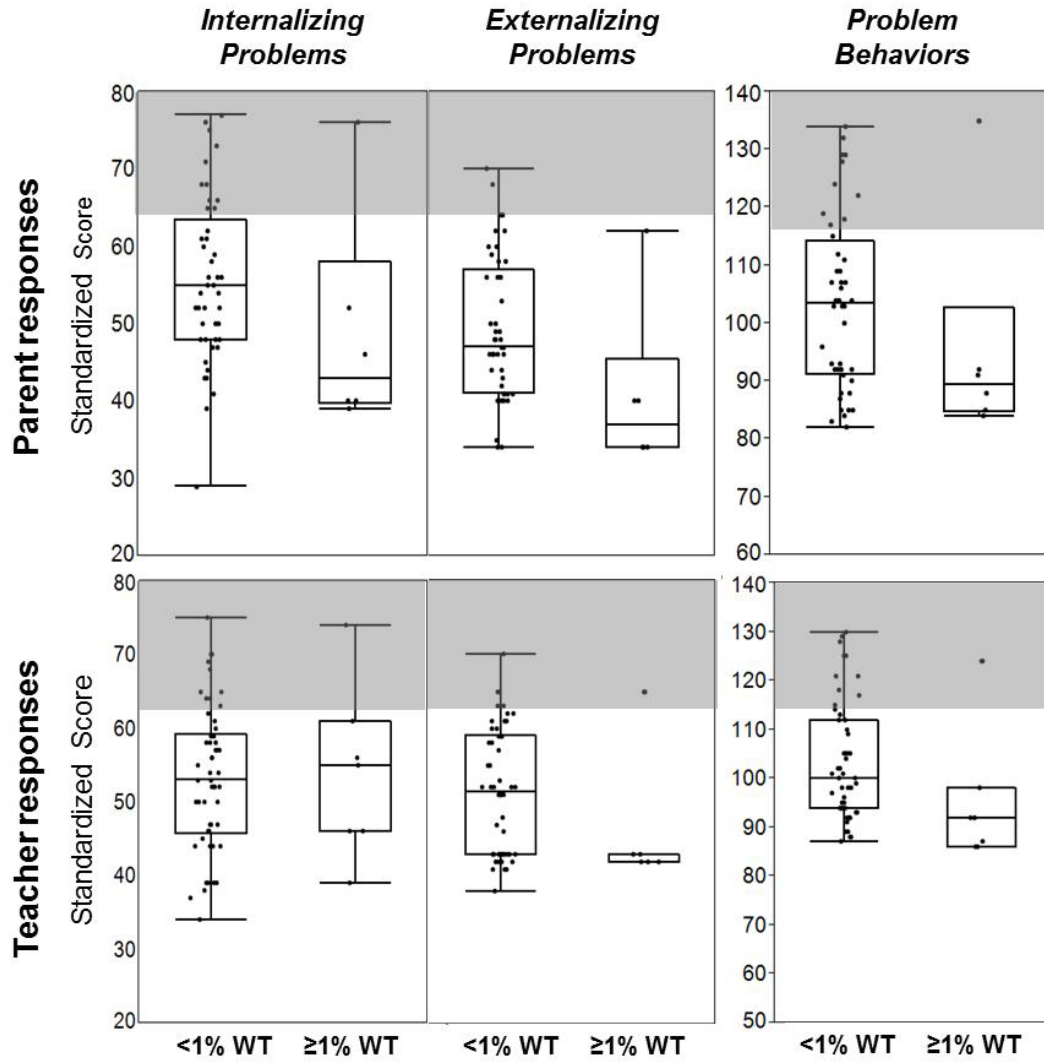 Internalizing Problems
Externalizing Problems
Problem Behaviors
Parent responses
Standardized Score
80
70
60
50
40
30
20
140
130
120
110
100
90
80
70
60
Teacher responses
Standardized Score
80
70
60
50
40
30
20
140
130
120
110
100
90
80
70
60
50
<1% WT
≥1% WT
<1% WT
≥1% WT
<1% WT
≥1% WT